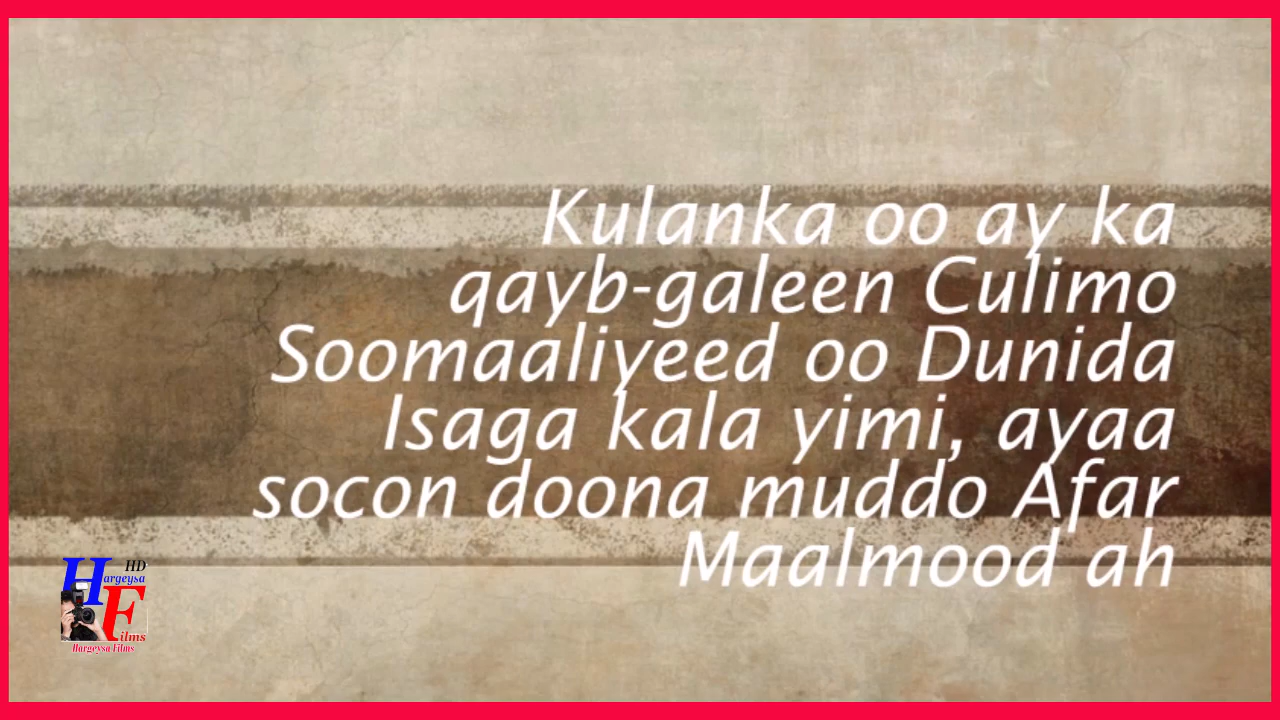 Kulanka oo ay ka
qayb-galeen Culimo
Soomaaliyeed oo Dunida
Isaga kala yimi, ayaa
socon doona muddo Afar
Maalmood ah
HD
Hargeysa
Films
Hargeysa Films